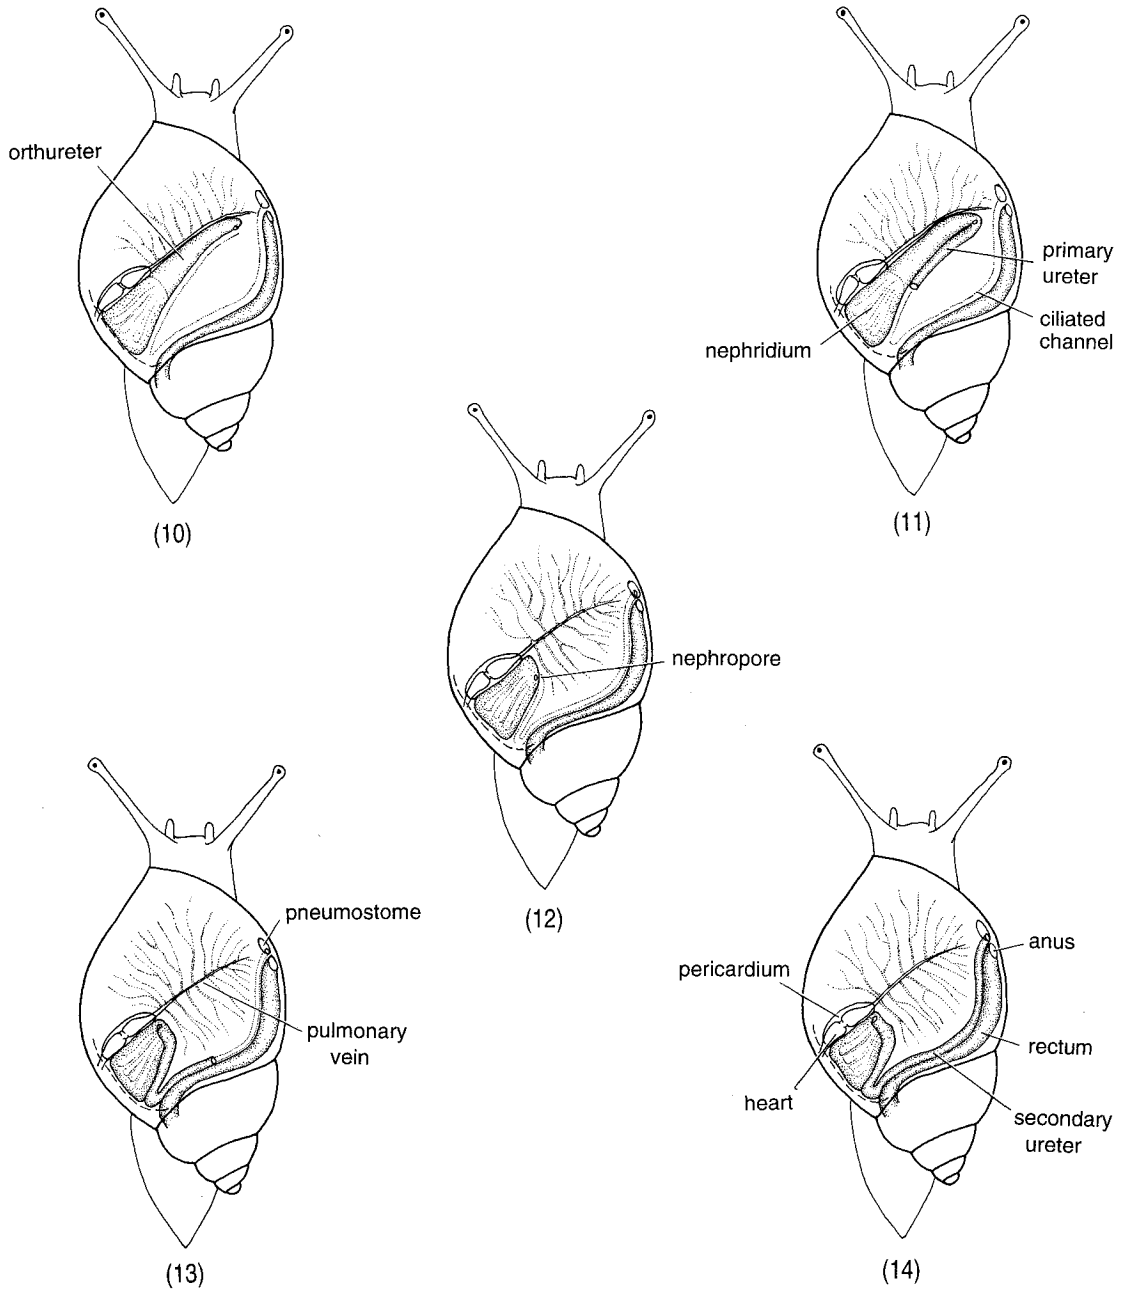 orthureter
(10)
primary
ureter
ciliated
channel
nephridium
(11)
nephropore
(12)
pneumostome
pulmonary
vein
(13)
pericardium
anus
rectum
heart
secondary
ureter
(14)